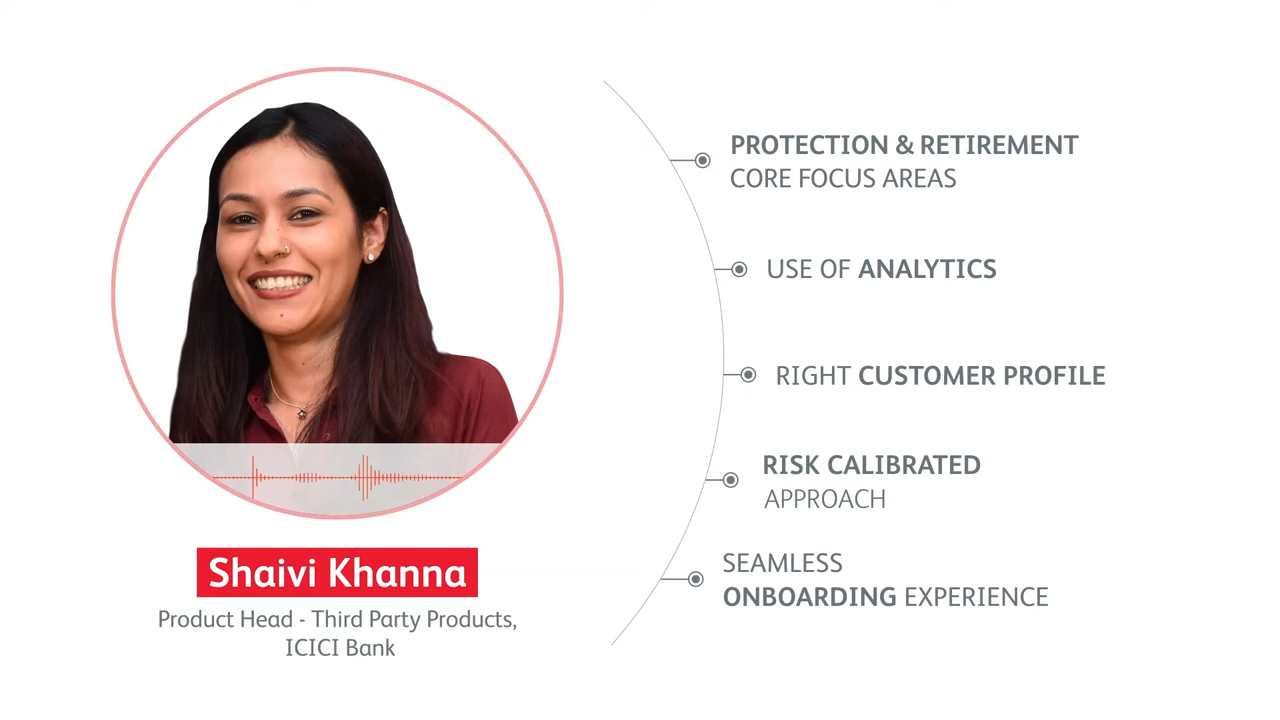 PROTECTION & RETIREMENT
CORE FOCUS AREAS
USE OF ANALYTICS
RIGHT CUSTOMER PROFILE
RISK CALIBRATED
APPROACH
SEAMLESS
ONBOARDING EXPERIENCE
Shaivi Khanna
Product Head - Third Party Products,
ICICI Bank